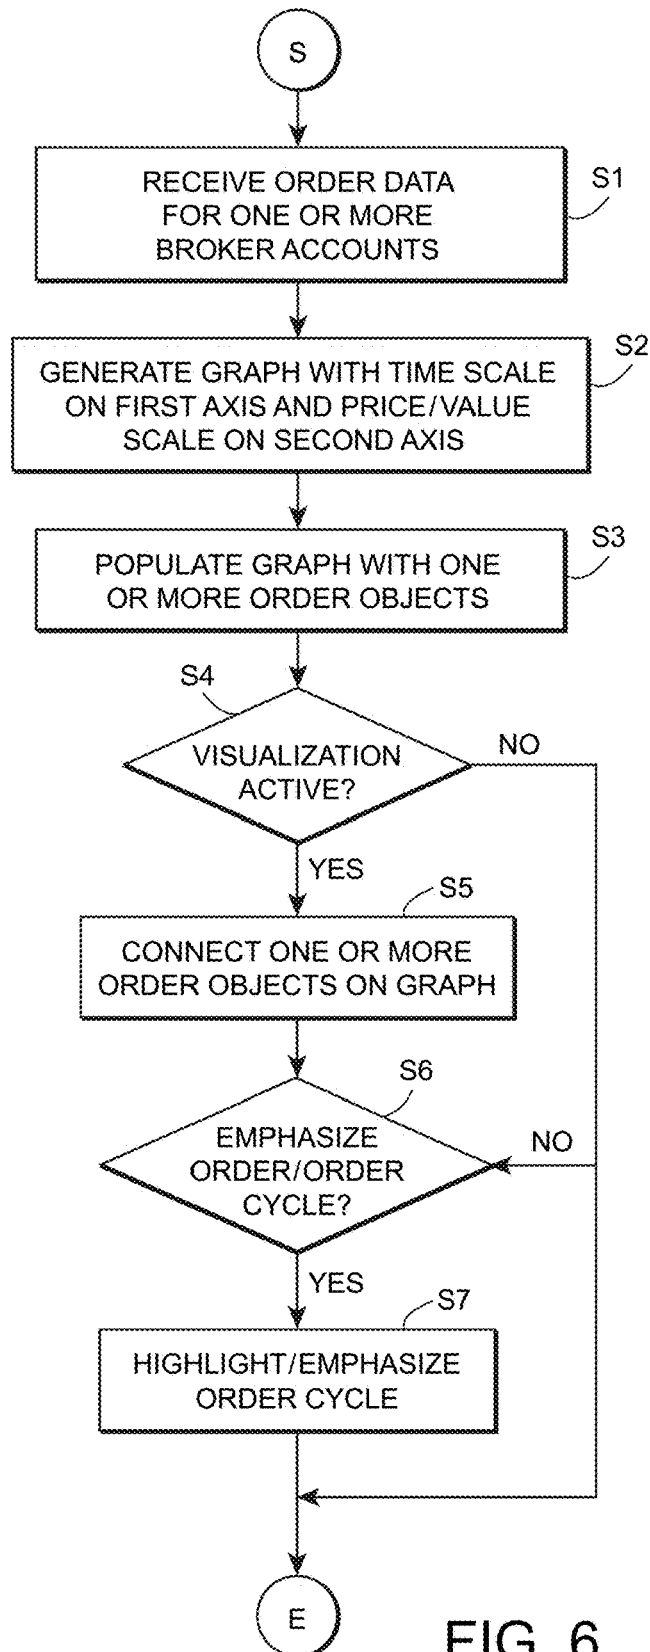 S
RECEIVE ORDER DATA
FOR ONE OR MORE
BROKER ACCOUNTS
S1
GENERATE GRAPH WITH TIME SCALE
ON FIRST AXIS AND PRICE/VALUE
SCALE ON SECOND AXIS
S2
POPULATE GRAPH WITH ONE
OR MORE ORDER OBJECTS
S3
S4
VISUALIZATION
ACTIVE?
NO
YES
S5
CONNECT ONE OR MORE
ORDER OBJECTS ON GRAPH
S6
EMPHASIZE
ORDER/ORDER
CYCLE?
NO
YES
S7
HIGHLIGHT/EMPHASIZE
ORDER CYCLE
E
FIG. 6